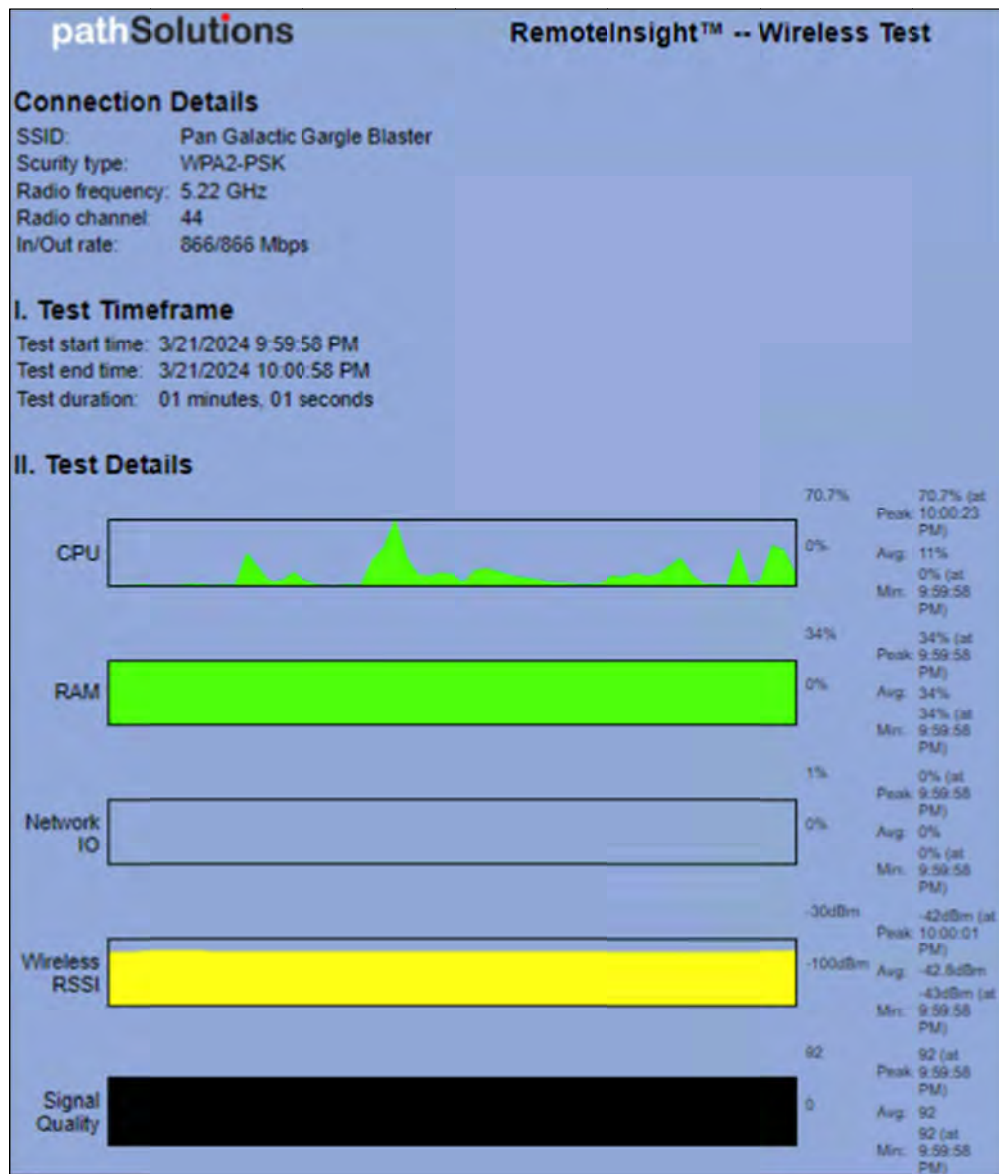 pathSolutions
RemoteInsight™ -- Wireless Test
Connection Details
SSID: Pan Galactic Gargle Blaster
Scurity type: WPA2-PSK
Radio frequency: 5.22 GHz
Radio channel: 44
In/Out rate: 866/866 Mbps
I. Test Timeframe
Test start time: 3/21/2024 9:59:58 PM
Test end time: 3/21/2024 10:00:58 PM
Test duration: 01 minutes, 01 seconds
II. Test Details
CPU
70.7%
0%
70.7% (at
Peak: 10:00:23
PM)
Avg: 11%
0% (at
Min: 9:59:58
PM)
RAM
34%
0%
34% (at
Peak: 9:59:58
PM)
Avg: 34%
34% (at
Min: 9:59:58
PM)
Network
IO
1%
0%
0% (at
Peak: 9:59:58
PM)
Avg: 0%
0% (at
Min: 9:59:58
PM)
Wireless
RSSI
-30dBm
-100dBm
-42dBm (at
Peak: 10:00:01
PM)
Avg: -42.8dBm
-43dBm (at
Min: 9:59:58
PM)
Signal
Quality
92
0
92 (at
Peak: 9:59:58
PM)
Avg: 92
92 (at
Min: 9:59:58
PM)